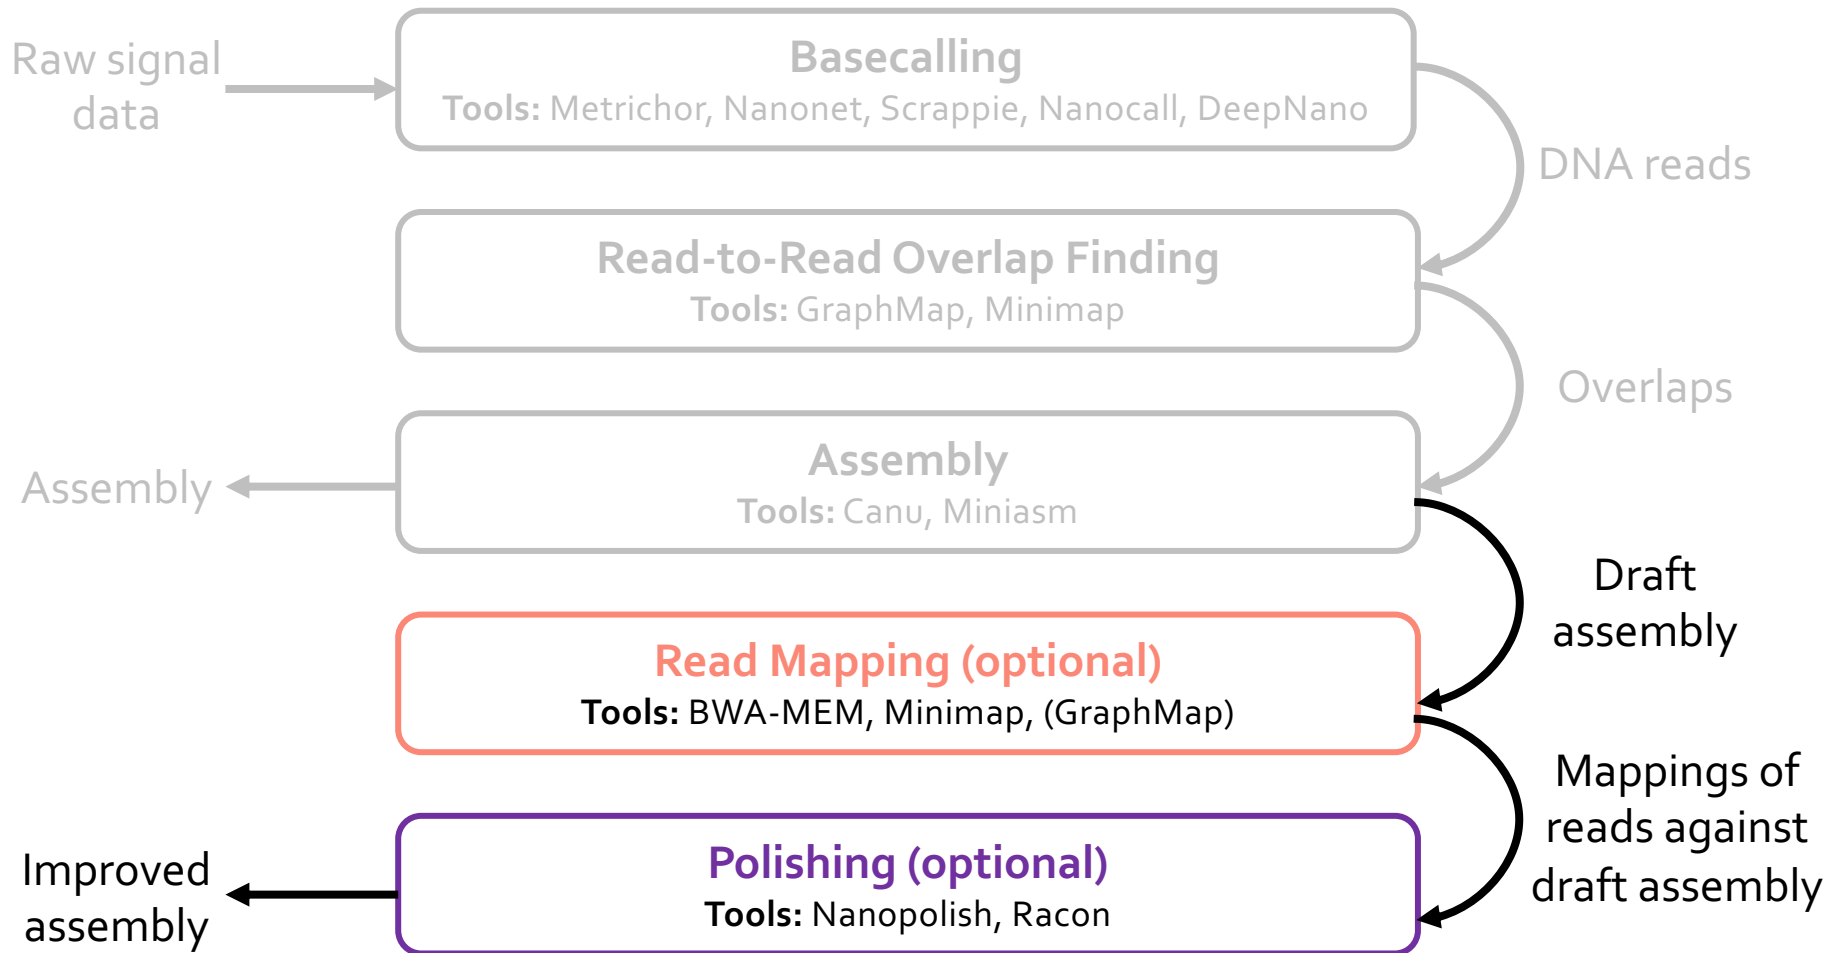 Raw signal
data
Basecalling
Tools: Metrichor, Nanonet, Scrappie, Nanocall, DeepNano
DNA reads
Read-to-Read Overlap Finding
Tools: GraphMap, Minimap
Overlaps
Assembly
Assembly
Tools: Canu, Miniasm
Draft
assembly
Read Mapping (optional)
Tools: BWA-MEM, Minimap, (GraphMap)
Mappings of
reads against
draft assembly
Improved
assembly
Polishing (optional)
Tools: Nanopolish, Racon